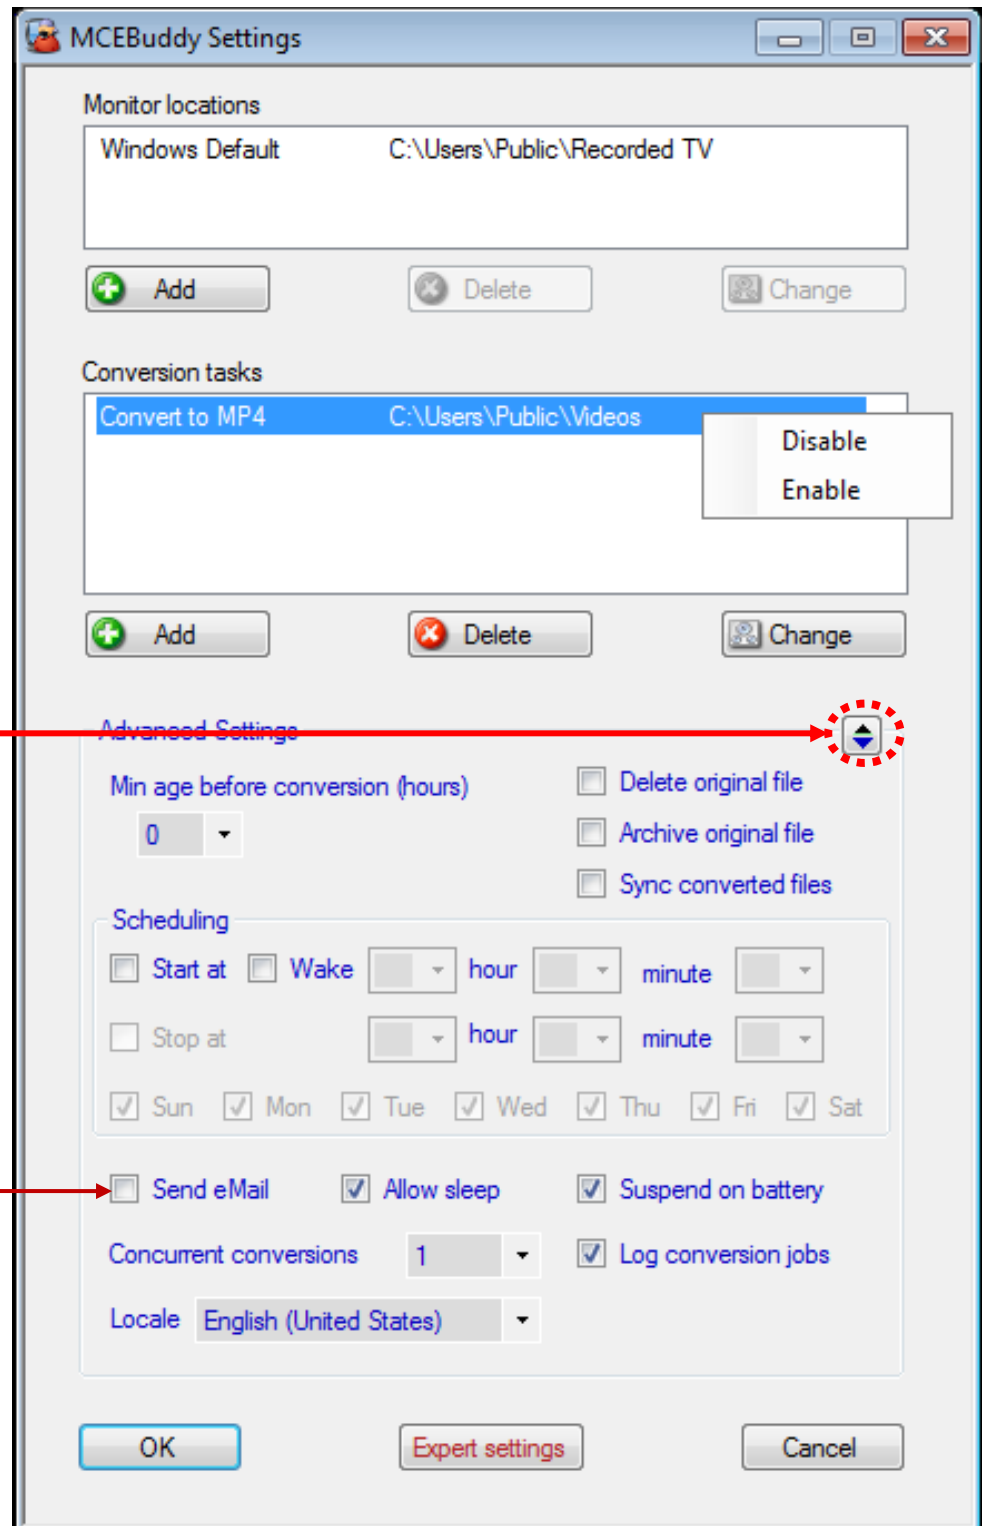 MCEBuddy Settings
Monitor locations
Windows Default C:\Users\Public\Recorded TV
Add Delete Change
Conversion tasks
Convert to MP4 C:\Users\Public\Videos
Disable
Enable
Add Delete Change
Advanced Settings
Min age before conversion (hours) Delete original file
0 Archive original file
Sync converted files
Scheduling
Start at Wake hour minute
Stop at hour minute
Sun Mon Tue Wed Thu Fri Sat
Send eMail Allow sleep Suspend on battery
Concurrent conversions 1 Log conversion jobs
Locale English (United States)
OK Expert settings Cancel